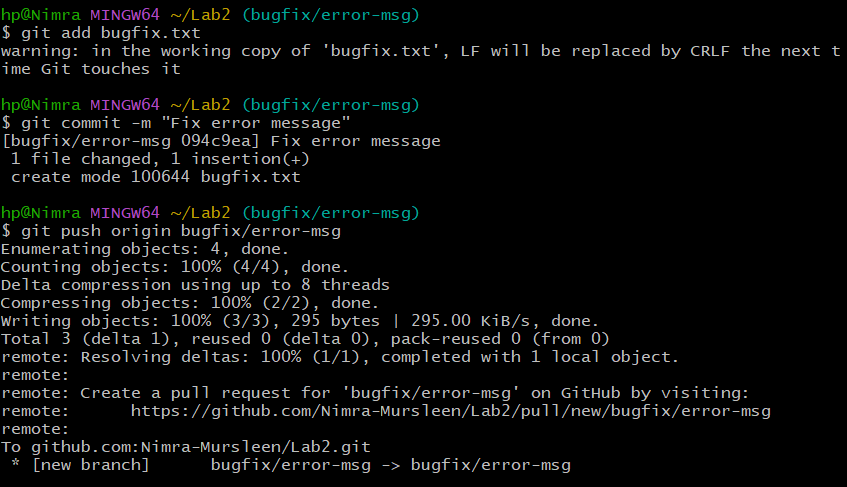 hp@Nimra MINGW64 ~/Lab2 (bugfix/error-msg)
$ git add bugfix.txt
warning: in the working copy of 'bugfix.txt', LF will be replaced by CRLF the next t
ime Git touches it
hp@Nimra MINGW64 ~/Lab2 (bugfix/error-msg)
$ git commit -m "Fix error message"
[bugfix/error-msg 094c9ea] Fix error message
 1 file changed, 1 insertion(+)
 create mode 100644 bugfix.txt
hp@Nimra MINGW64 ~/Lab2 (bugfix/error-msg)
$ git push origin bugfix/error-msg
Enumerating objects: 4, done.
Counting objects: 100% (4/4), done.
Delta compression using up to 8 threads
Compressing objects: 100% (2/2), done.
Writing objects: 100% (3/3), 295 bytes | 295.00 KiB/s, done.
Total 3 (delta 1), reused 0 (delta 0), pack-reused 0 (from 0)
remote: Resolving deltas: 100% (1/1), completed with 1 local object.
remote:
remote: Create a pull request for 'bugfix/error-msg' on GitHub by visiting:
remote:      https://github.com/Nimra-Mursleen/Lab2/pull/new/bugfix/error-msg
remote:
To github.com:Nimra-Mursleen/Lab2.git
 * [new branch]      bugfix/error-msg -> bugfix/error-msg